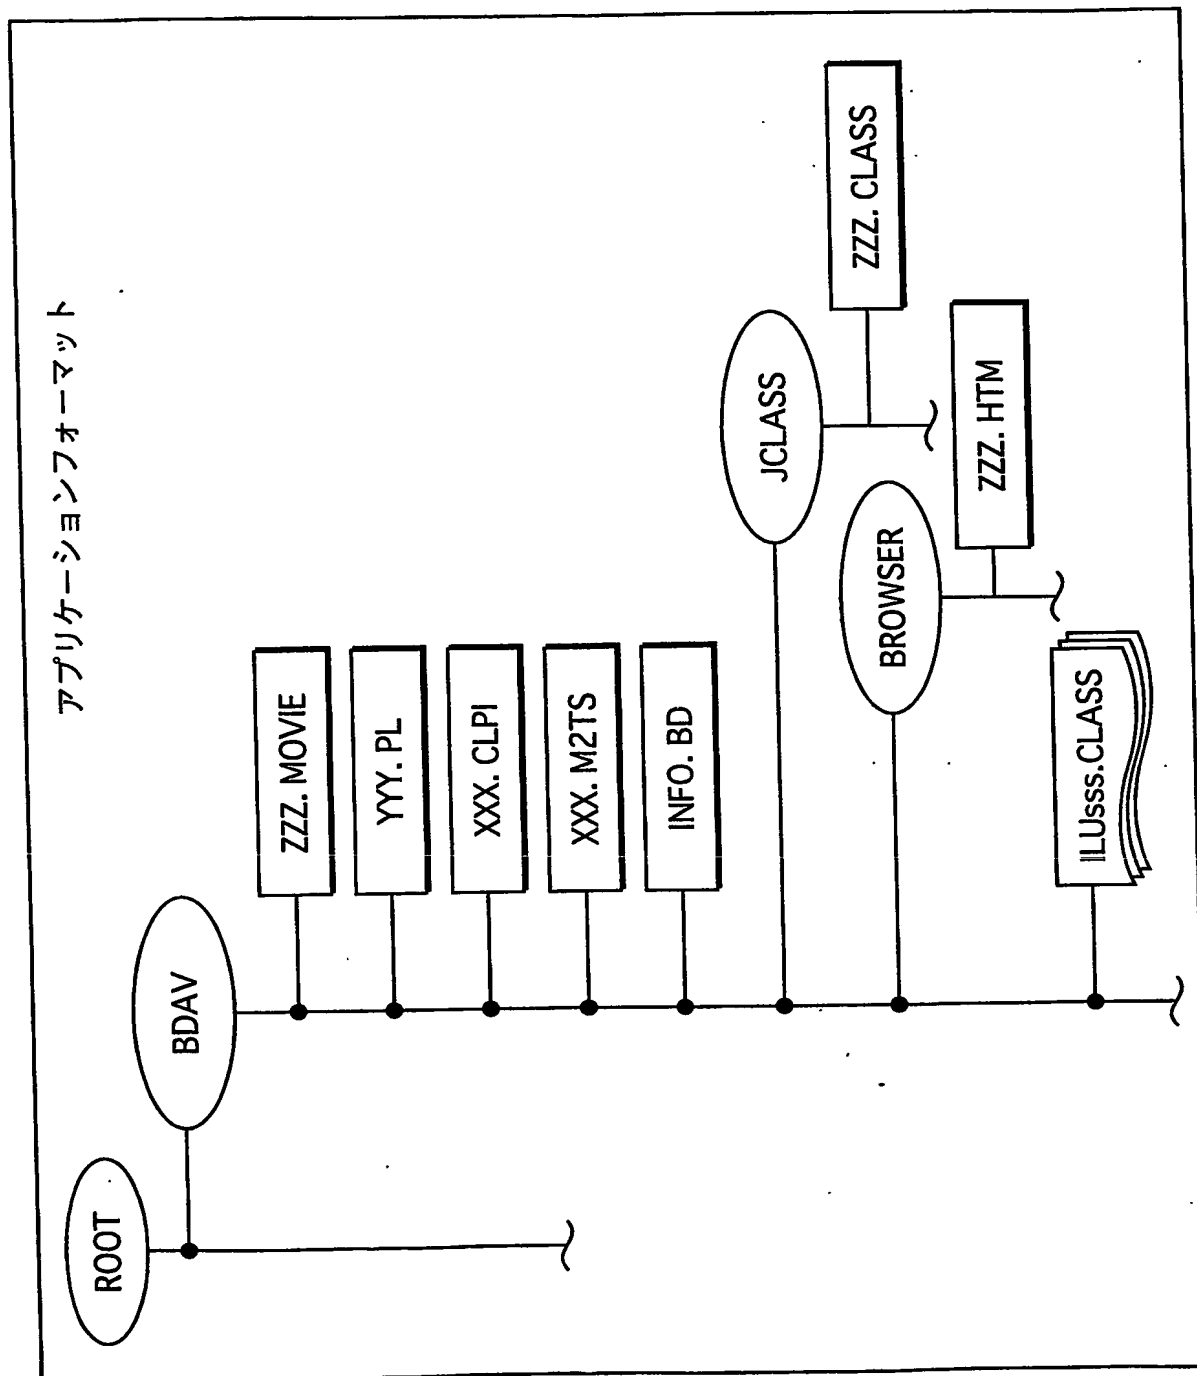 アプリケーションフォーマット
ROOT
BDAV
ZZZ. MOVIE
YYY. PL
XXX. CLPI
XXX. M2TS
INFO. BD
JCLASS
ZZZ. CLASS
BROWSER
ZZZ. HTM
ILUsss.CLASS